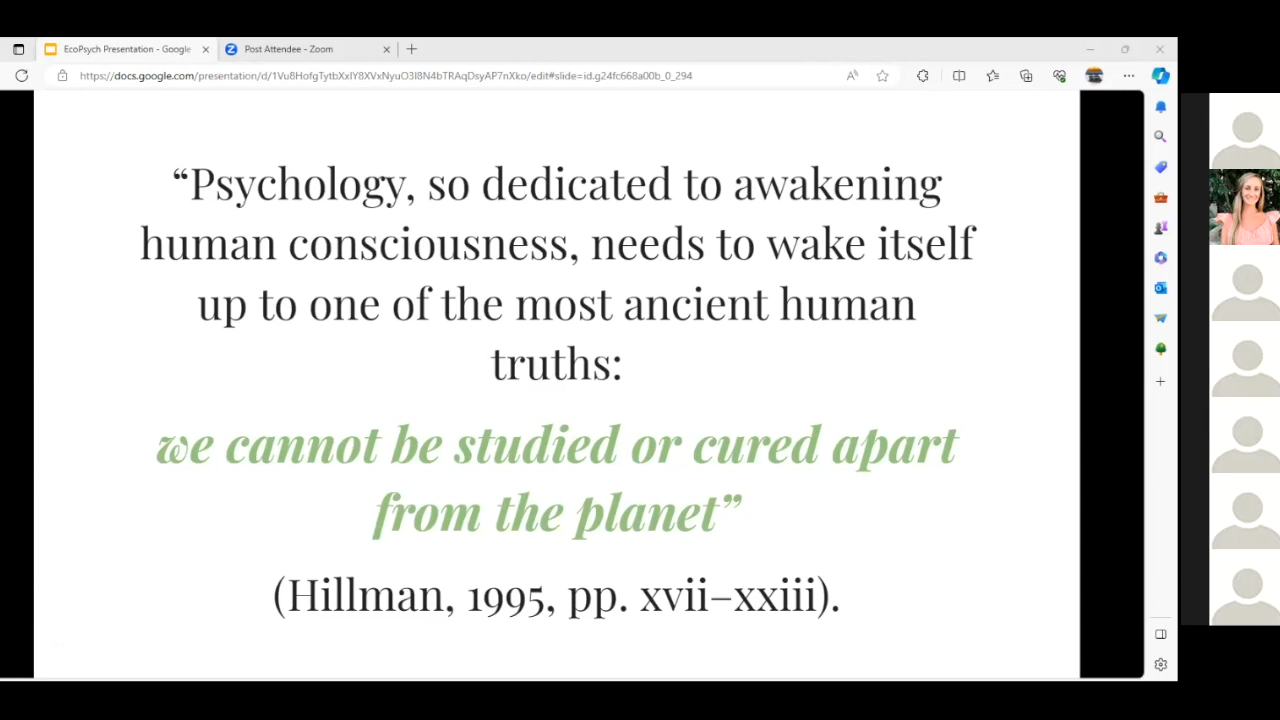 EcoPsych Presentation - Google
Post Attendee - Zoom
https://docs.google.com/presentation/d/1Vu8HofgTytbXxIY8XVxNyuO3I8N4bTRAqDsyAP7nXko/edit#slide=id.g24fc668a00b_0_294
“Psychology, so dedicated to awakening
human consciousness, needs to wake itself
up to one of the most ancient human
truths:
we cannot be studied or cured apart
from the planet”
(Hillman, 1995, pp. xvii–xxiii).